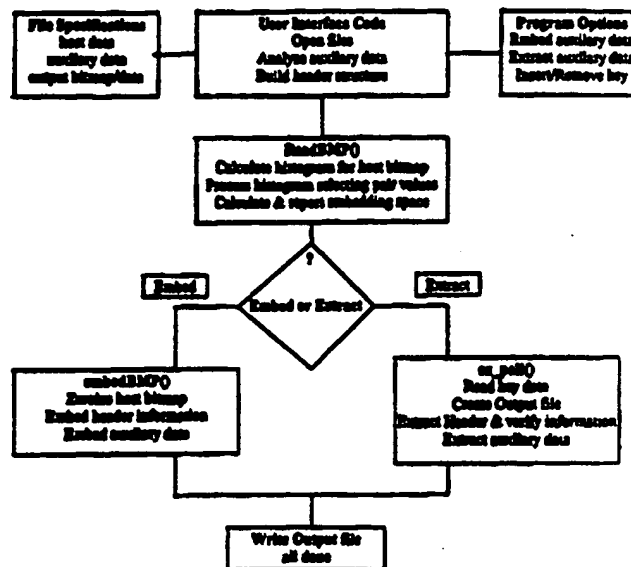 File Specifications
host data
auxiliary data
output bitmap/data
User Interface Code
Open files
Analyze auxiliary data
Build header structure
Program Options
Embed auxiliary data
Extract auxiliary data
Insert/Remove key
ReadBMP()
Calculate histogram for host bitmap
Process histogram selecting pair values
Calculate & report embedding space
?
Embed or Extract
Embed
Extract
embedBMP()
Zeroize host bitmap
Embed header information
Embed auxiliary data
Read key data
Create Output file
Extract Header & verify information
Extract auxiliary data
Write Output file
all done